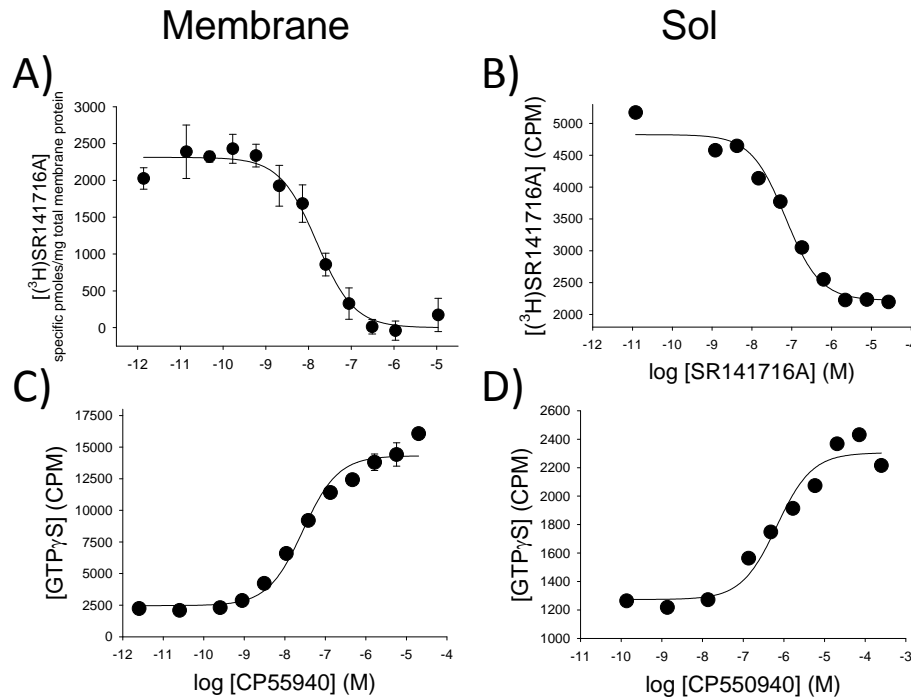 Membrane
Sol
A)
[(³H)SR141716A]
specific pmoles/mg total membrane protein
3000
2500
2000
1500
1000
500
0
-12 -11 -10 -9 -8 -7 -6 -5
B)
[(³H)SR141716A] (CPM)
5000
4500
4000
3500
3000
2500
2000
-12 -11 -10 -9 -8 -7 -6 -5 -4
log [SR141716A] (M)
C)
[GTPγS] (CPM)
17500
15000
12500
10000
7500
5000
2500
0
-12 -11 -10 -9 -8 -7 -6 -5 -4
log [CP55940] (M)
D)
[GTPγS] (CPM)
2600
2400
2200
2000
1800
1600
1400
1200
1000
-11 -10 -9 -8 -7 -6 -5 -4 -3
log [CP550940] (M)